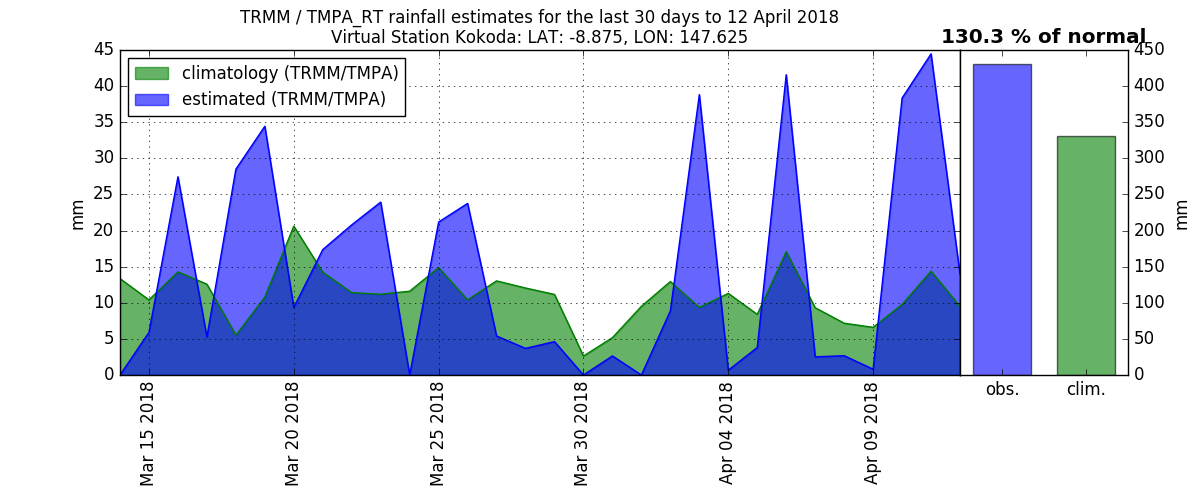 TRMM / TMPA_RT rainfall estimates for the last 30 days to 12 April 2018
Virtual Station Kokoda: LAT: -8.875, LON: 147.625
130.3 % of normal
climatology (TRMM/TMPA)
estimated (TRMM/TMPA)
45
40
35
30
25
20
15
10
5
0
mm
450
400
350
300
250
200
150
100
50
0
mm
Mar 15 2018
Mar 20 2018
Mar 25 2018
Mar 30 2018
Apr 04 2018
Apr 09 2018
obs.
clim.